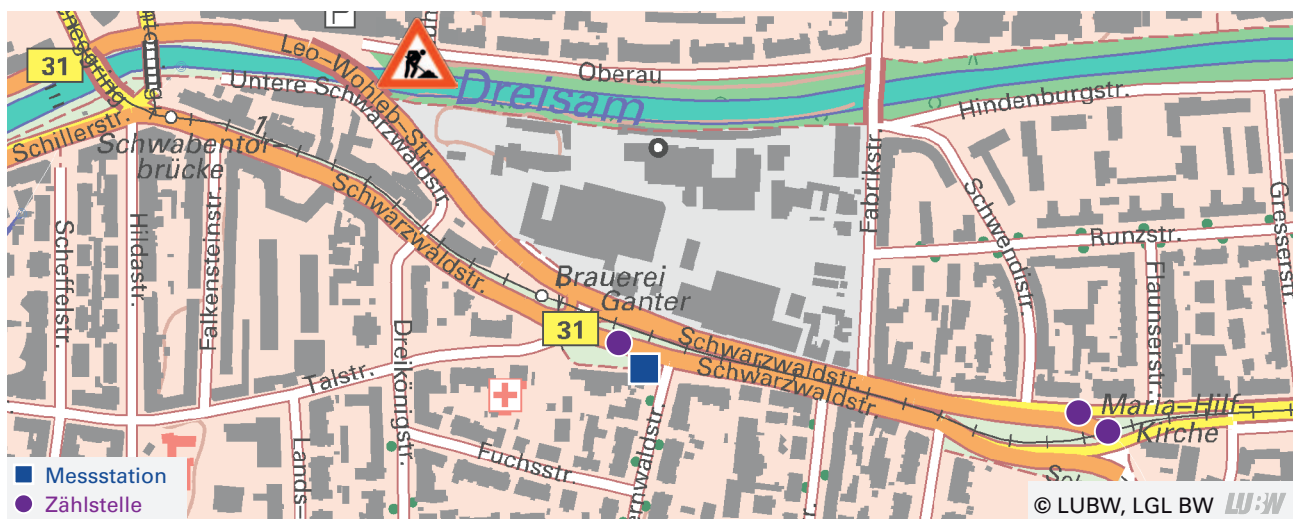 P
31
Leo–Wohleb–Str.
Oberau
Untere Schwarzwaldstr.
Dreisam
Hindenburgstr.
Schillerstr.
1
Schwabentor–
brücke
Schwarzwaldstr.
Fabrikstr.
Schwendistr.
Gresserstr.
Runzstr.
Scheffelstr.
Hildastr.
Falkensteinstr.
Brauerei
Ganter
Flaunserstr.
31
Dreikönigstr.
Schwarzwaldstr.
Schwarzwaldstr.
Talstr.
Maria–Hilf–
Kirche
Fuchsstr.
Lands–
Messstation
Zählstelle
© LUBW, LGL BW LUBW